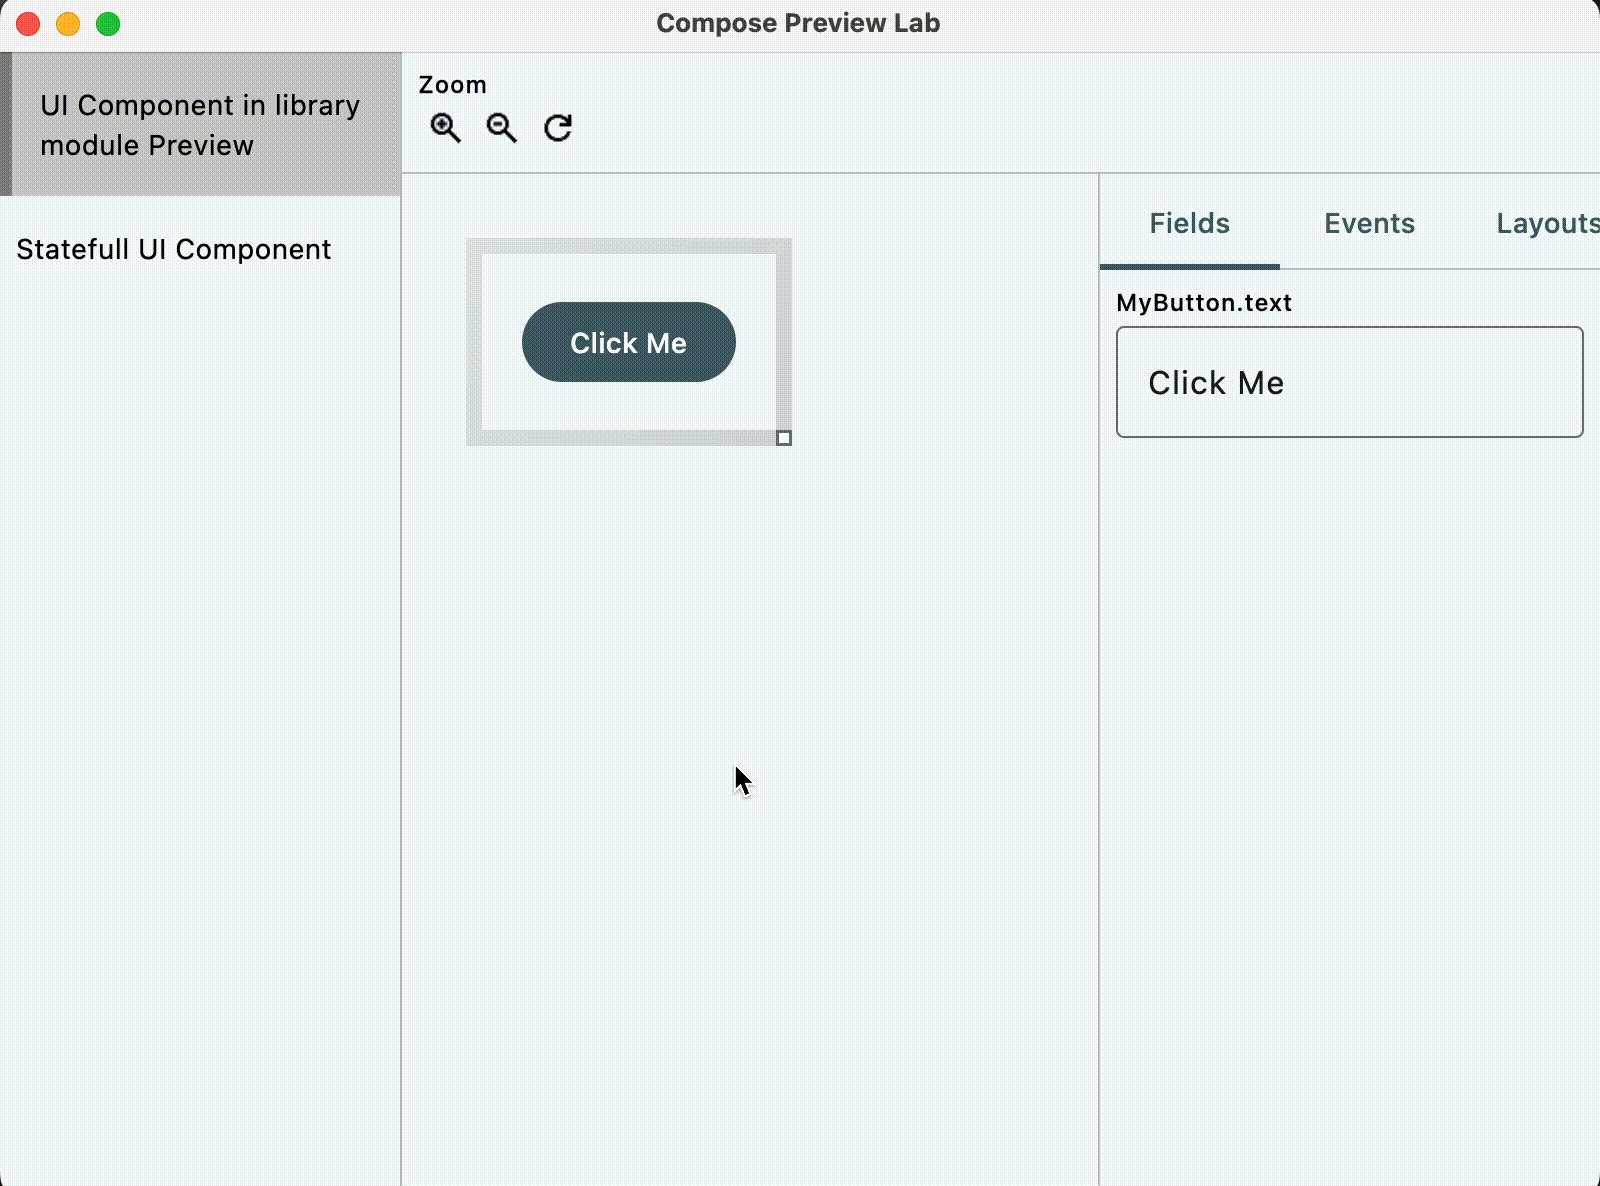 Compose Preview Lab
UI Component in library
module Preview
Statefull UI Component
Zoom
Click Me
Fields
Events
Layouts
MyButton.text
Click Me